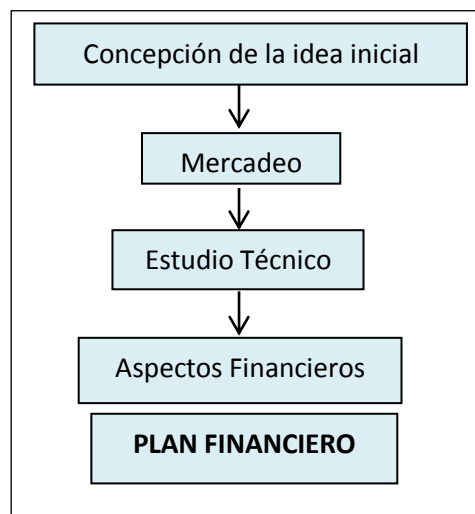 Concepción de la idea inicial
Mercadeo
Estudio Técnico
Aspectos Financieros
PLAN FINANCIERO